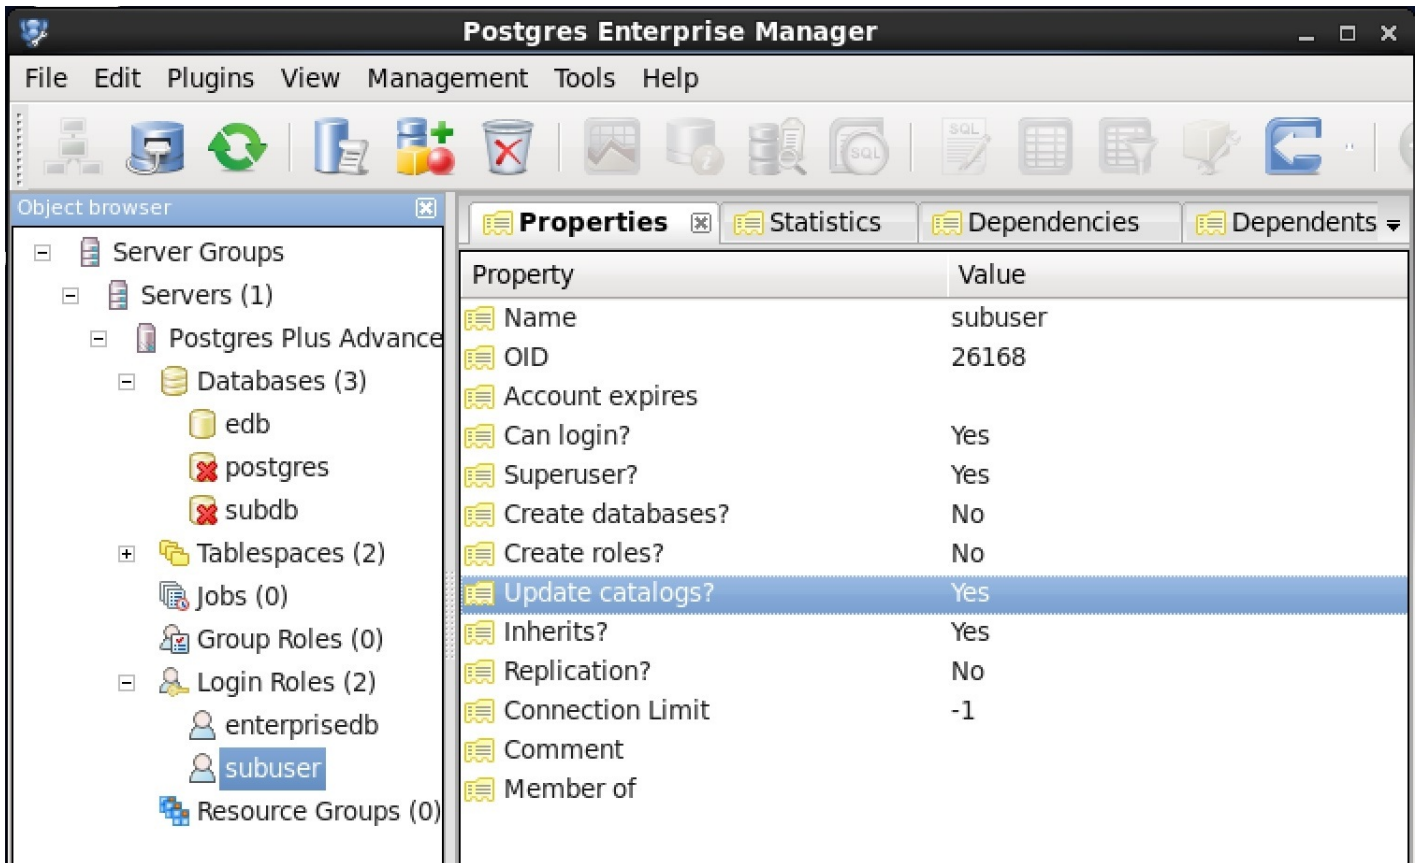 Postgres Enterprise Manager
File Edit Plugins View Management Tools Help
SQL
SQL
Object browser
Server Groups
Servers (1)
Postgres Plus Advance
Databases (3)
edb
postgres
subdb
Tablespaces (2)
Jobs (0)
Group Roles (0)
Login Roles (2)
enterprisedb
subuser
Resource Groups (0)
Properties Statistics Dependencies Dependents
Property Value
Name subuser
OID 26168
Account expires
Can login? Yes
Superuser? Yes
Create databases? No
Create roles? No
Update catalogs? Yes
Inherits? Yes
Replication? No
Connection Limit -1
Comment
Member of